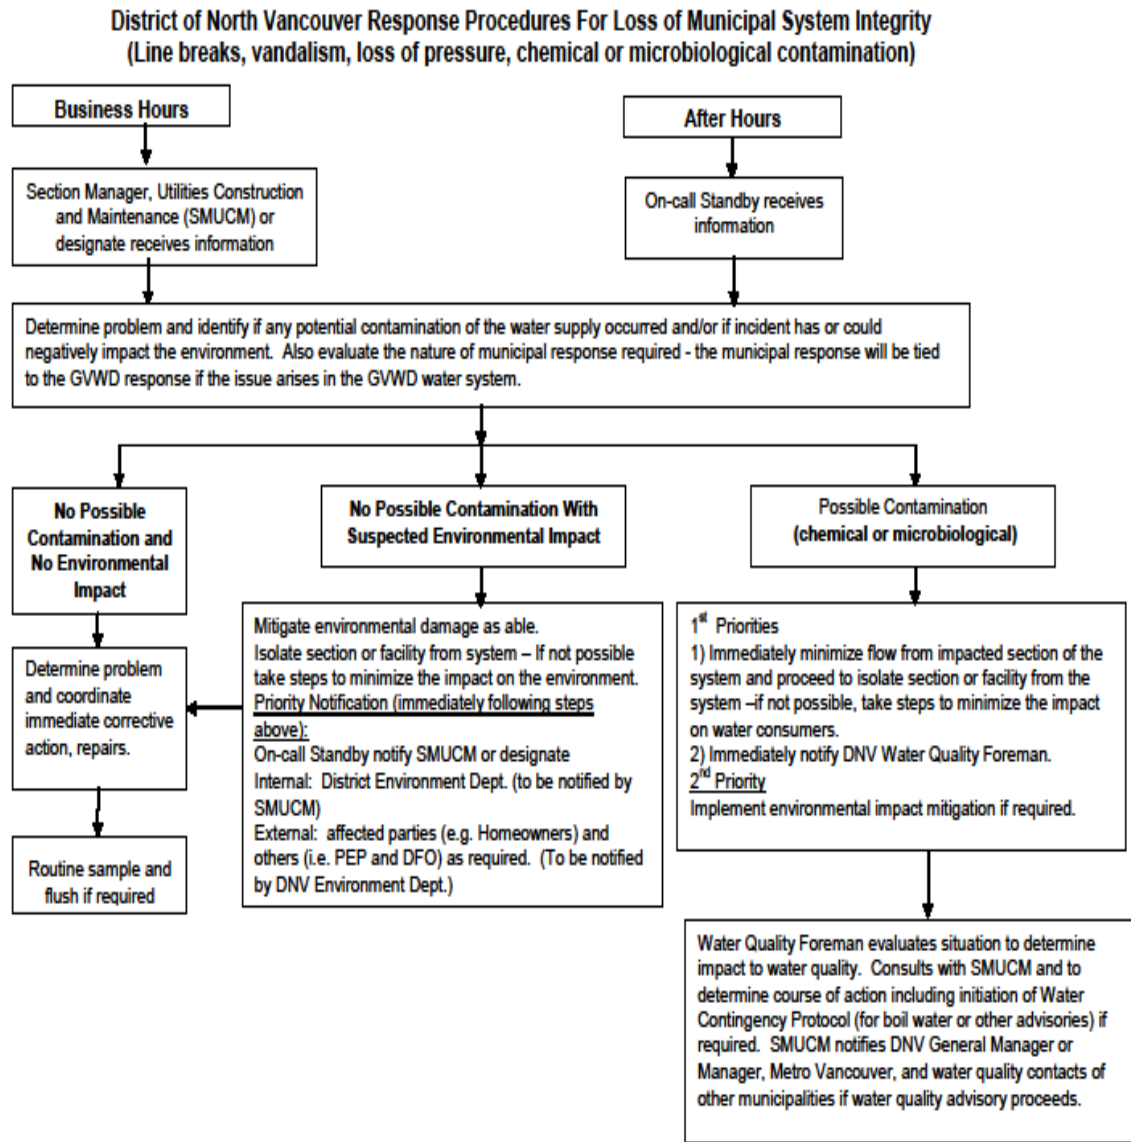 District of North Vancouver Response Procedures For Loss of Municipal System Integrity
(Line breaks, vandalism, loss of pressure, chemical or microbiological contamination)
Business Hours
After Hours
Section Manager, Utilities Construction
and Maintenance (SMUCM) or
designate receives information
On-call Standby receives
information
Determine problem and identify if any potential contamination of the water supply occurred and/or if incident has or could
negatively impact the environment. Also evaluate the nature of municipal response required - the municipal response will be tied
to the GVWD response if the issue arises in the GVWD water system.
No Possible
Contamination and
No Environmental
Impact
No Possible Contamination With
Suspected Environmental Impact
Possible Contamination
(chemical or microbiological)
Determine problem
and coordinate
immediate corrective
action, repairs.
Routine sample and
flush if required
Mitigate environmental damage as able.
Isolate section or facility from system – If not possible
take steps to minimize the impact on the environment.
Priority Notification (immediately following steps
above):
On-call Standby notify SMUCM or designate
Internal: District Environment Dept. (to be notified by
SMUCM)
External: affected parties (e.g. Homeowners) and
others (i.e. PEP and DFO) as required. (To be notified
by DNV Environment Dept.)
1st Priorities
1) Immediately minimize flow from impacted section of the
system and proceed to isolate section or facility from the
system –if not possible, take steps to minimize the impact
on water consumers.
2) Immediately notify DNV Water Quality Foreman.
2nd Priority
Implement environmental impact mitigation if required.
Water Quality Foreman evaluates situation to determine
impact to water quality. Consults with SMUCM and to
determine course of action including initiation of Water
Contingency Protocol (for boil water or other advisories) if
required. SMUCM notifies DNV General Manager or
Manager, Metro Vancouver, and water quality contacts of
other municipalities if water quality advisory proceeds.